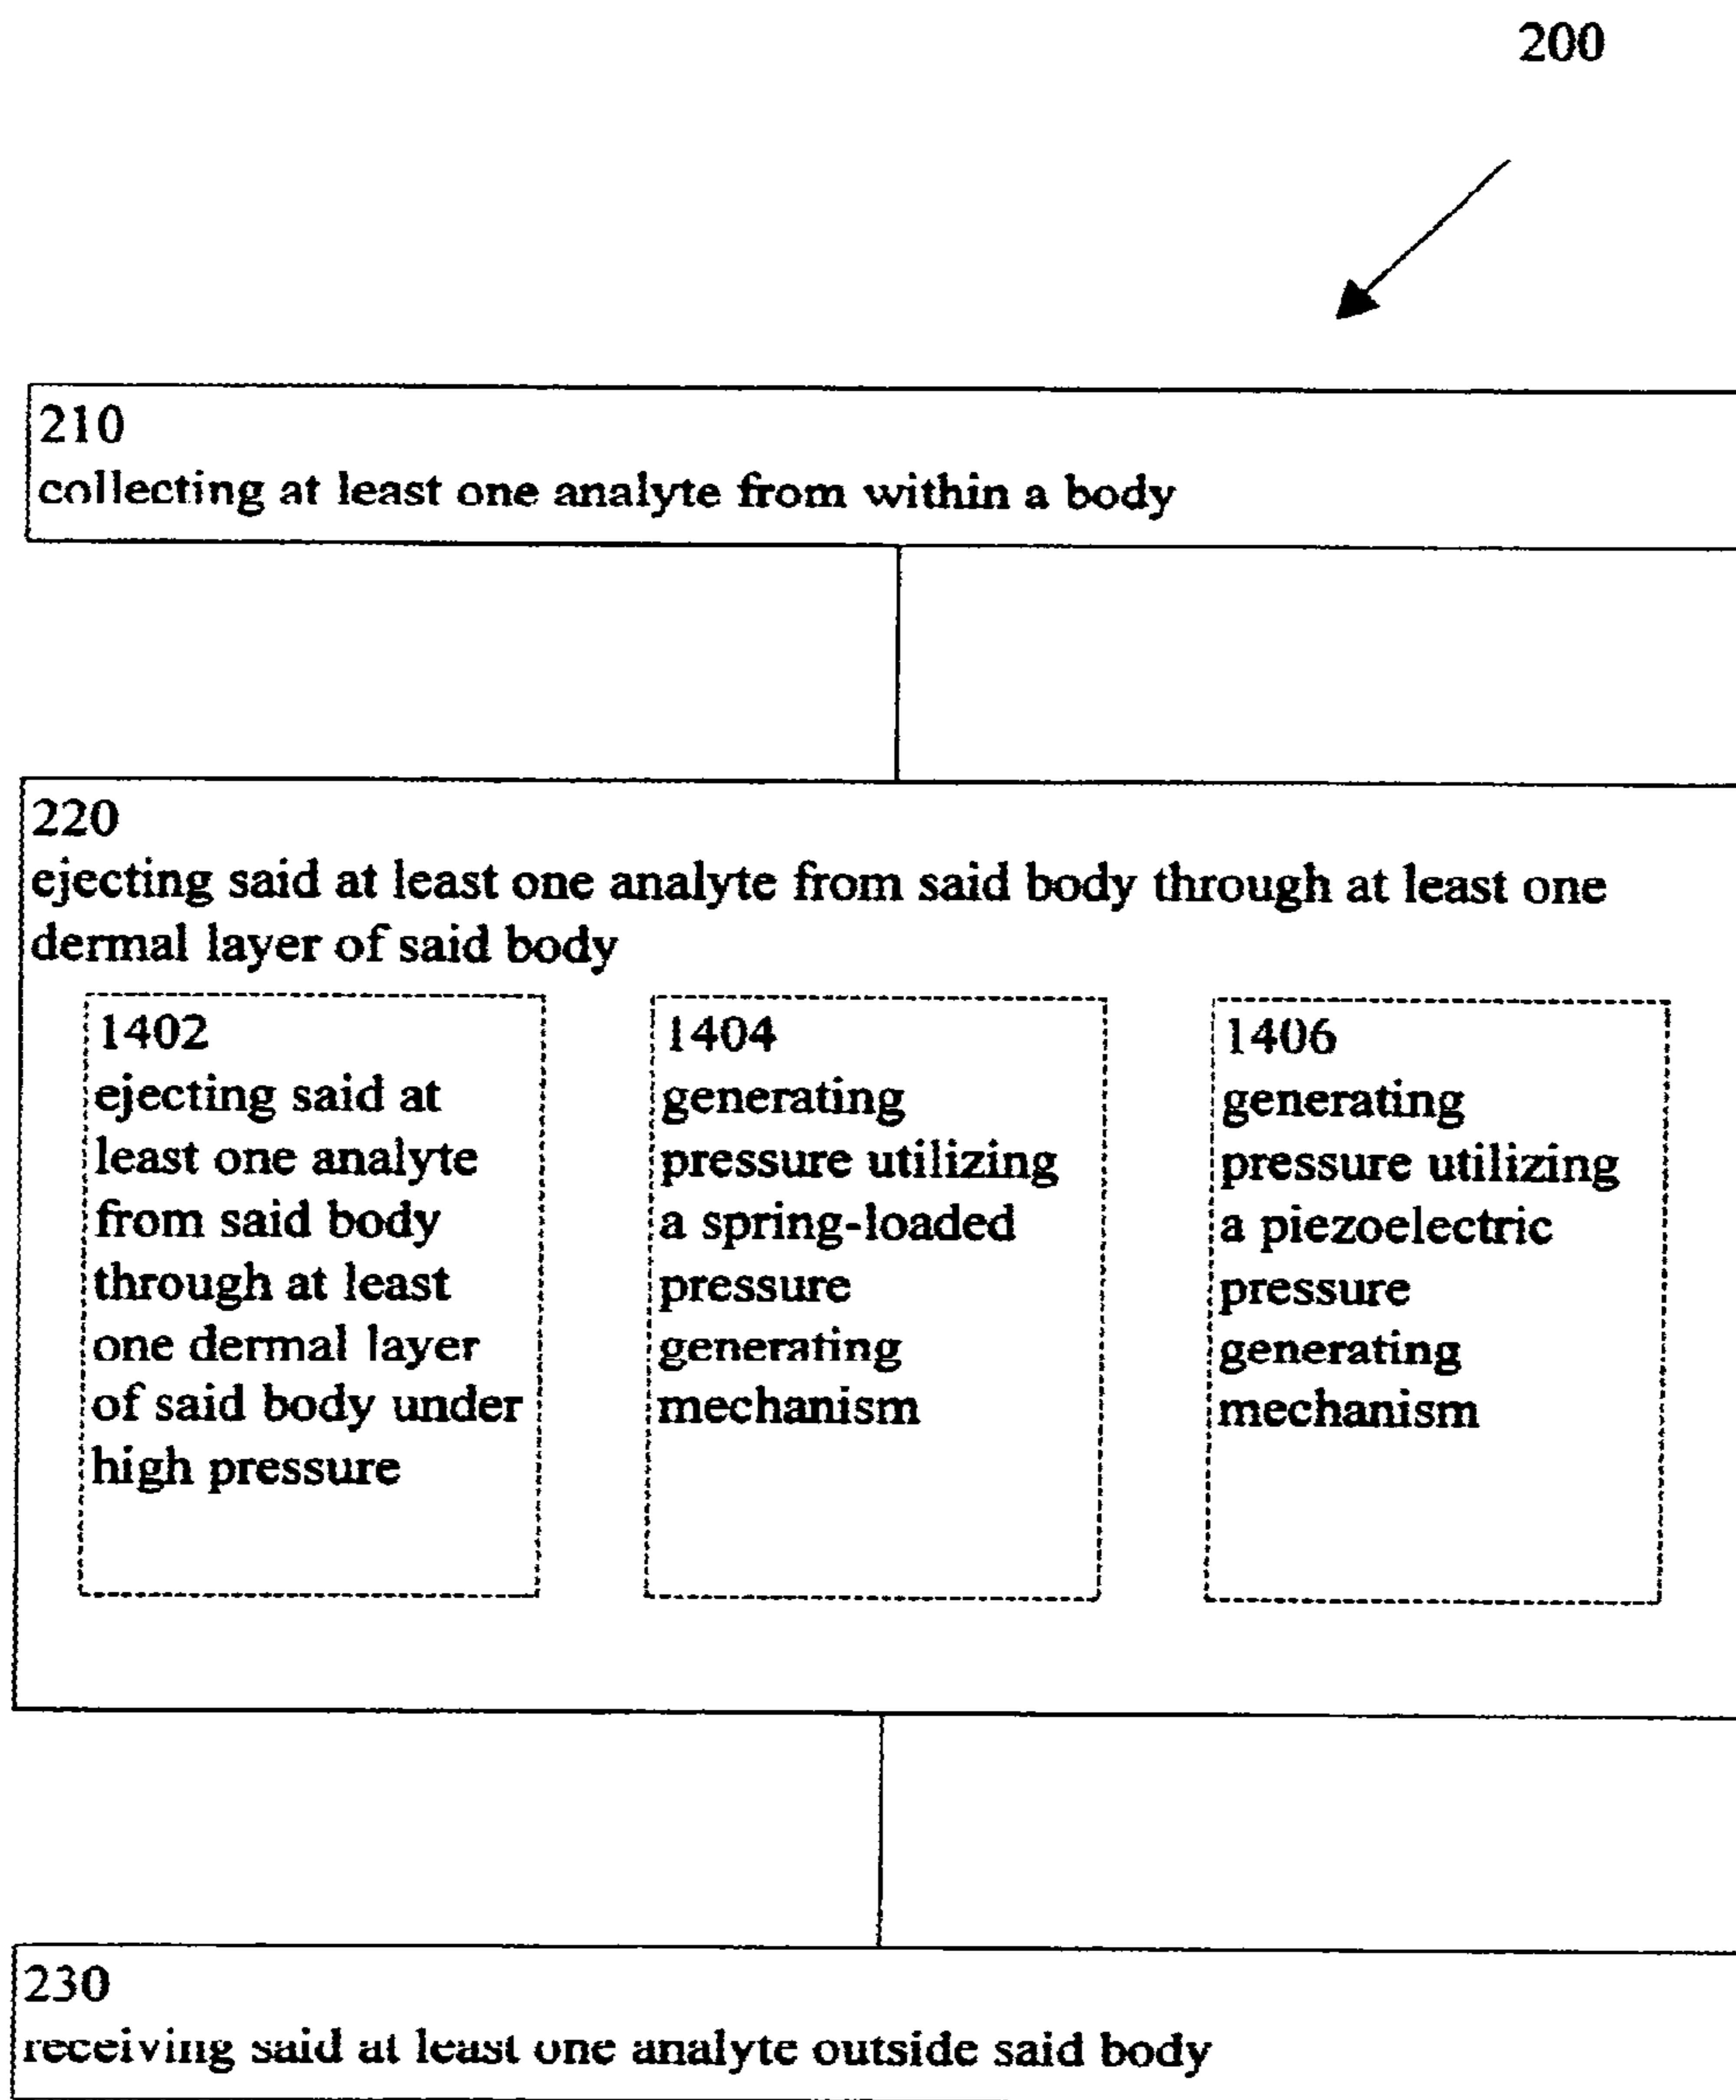 200
210
collecting at least one analyte from within a body
220
ejecting said at least one analyte from said body through at least one
dermal layer of said body
1402
ejecting said at
least one analyte
from said body
through at least
one dermal layer
of said body under
high pressure
1404
generating
pressure utilizing
a spring-loaded
pressure
generating
mechanism
1406
generating
pressure utilizing
a piezoelectric
pressure
generating
mechanism
230
receiving said at least one analyte outside said body